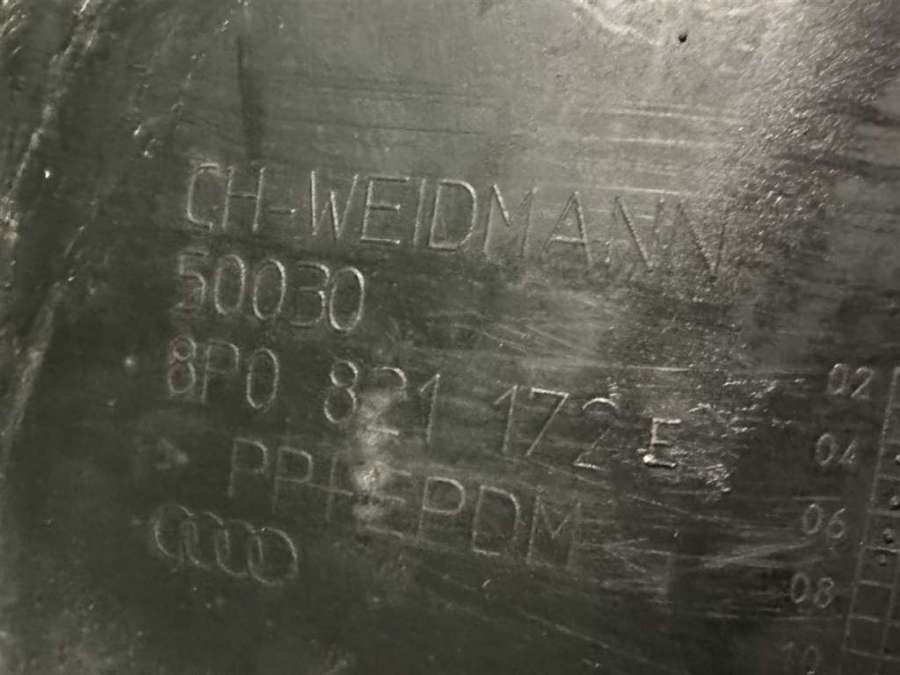 CH-WEIDMANN
50030
8P0 821 172 E
>PP+EPDM<
02
04
06
08
10